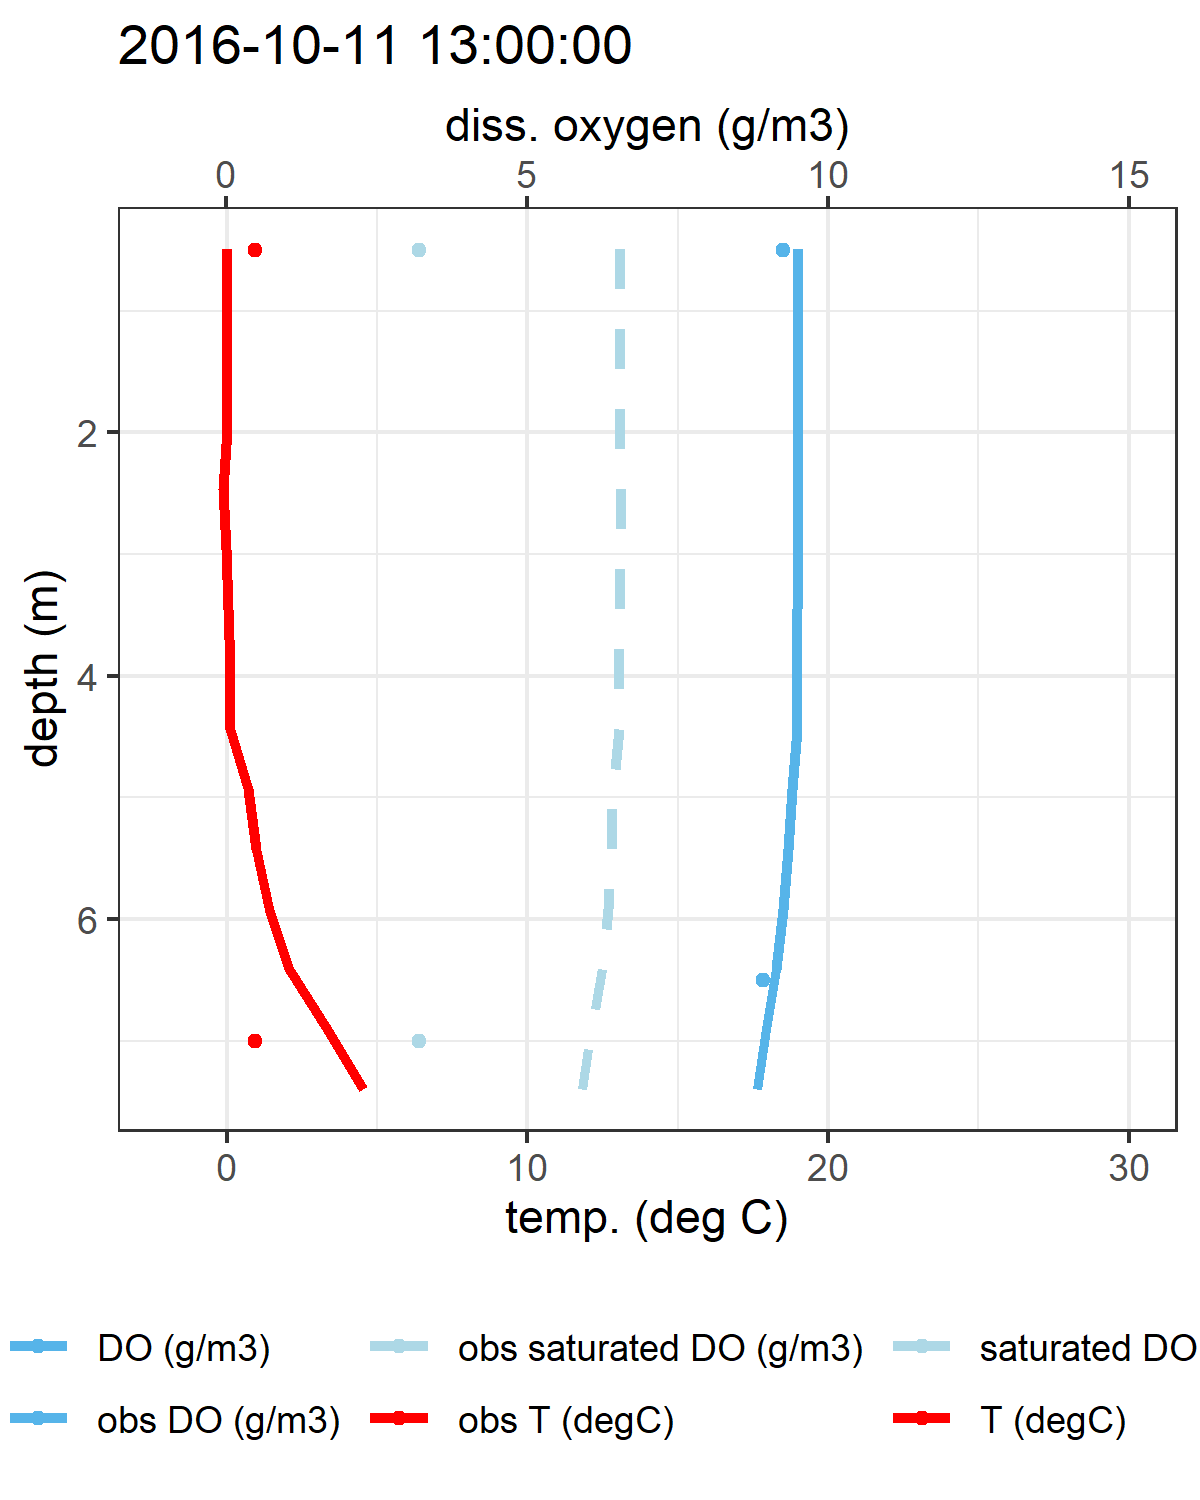 2016-10-11 13:00:00
diss. oxygen (g/m3)
0 5 10 15
depth (m)
2
4
6
0 10 20 30
temp. (deg C)
DO (g/m3) obs saturated DO (g/m3) saturated DO
obs DO (g/m3) obs T (degC) T (degC)